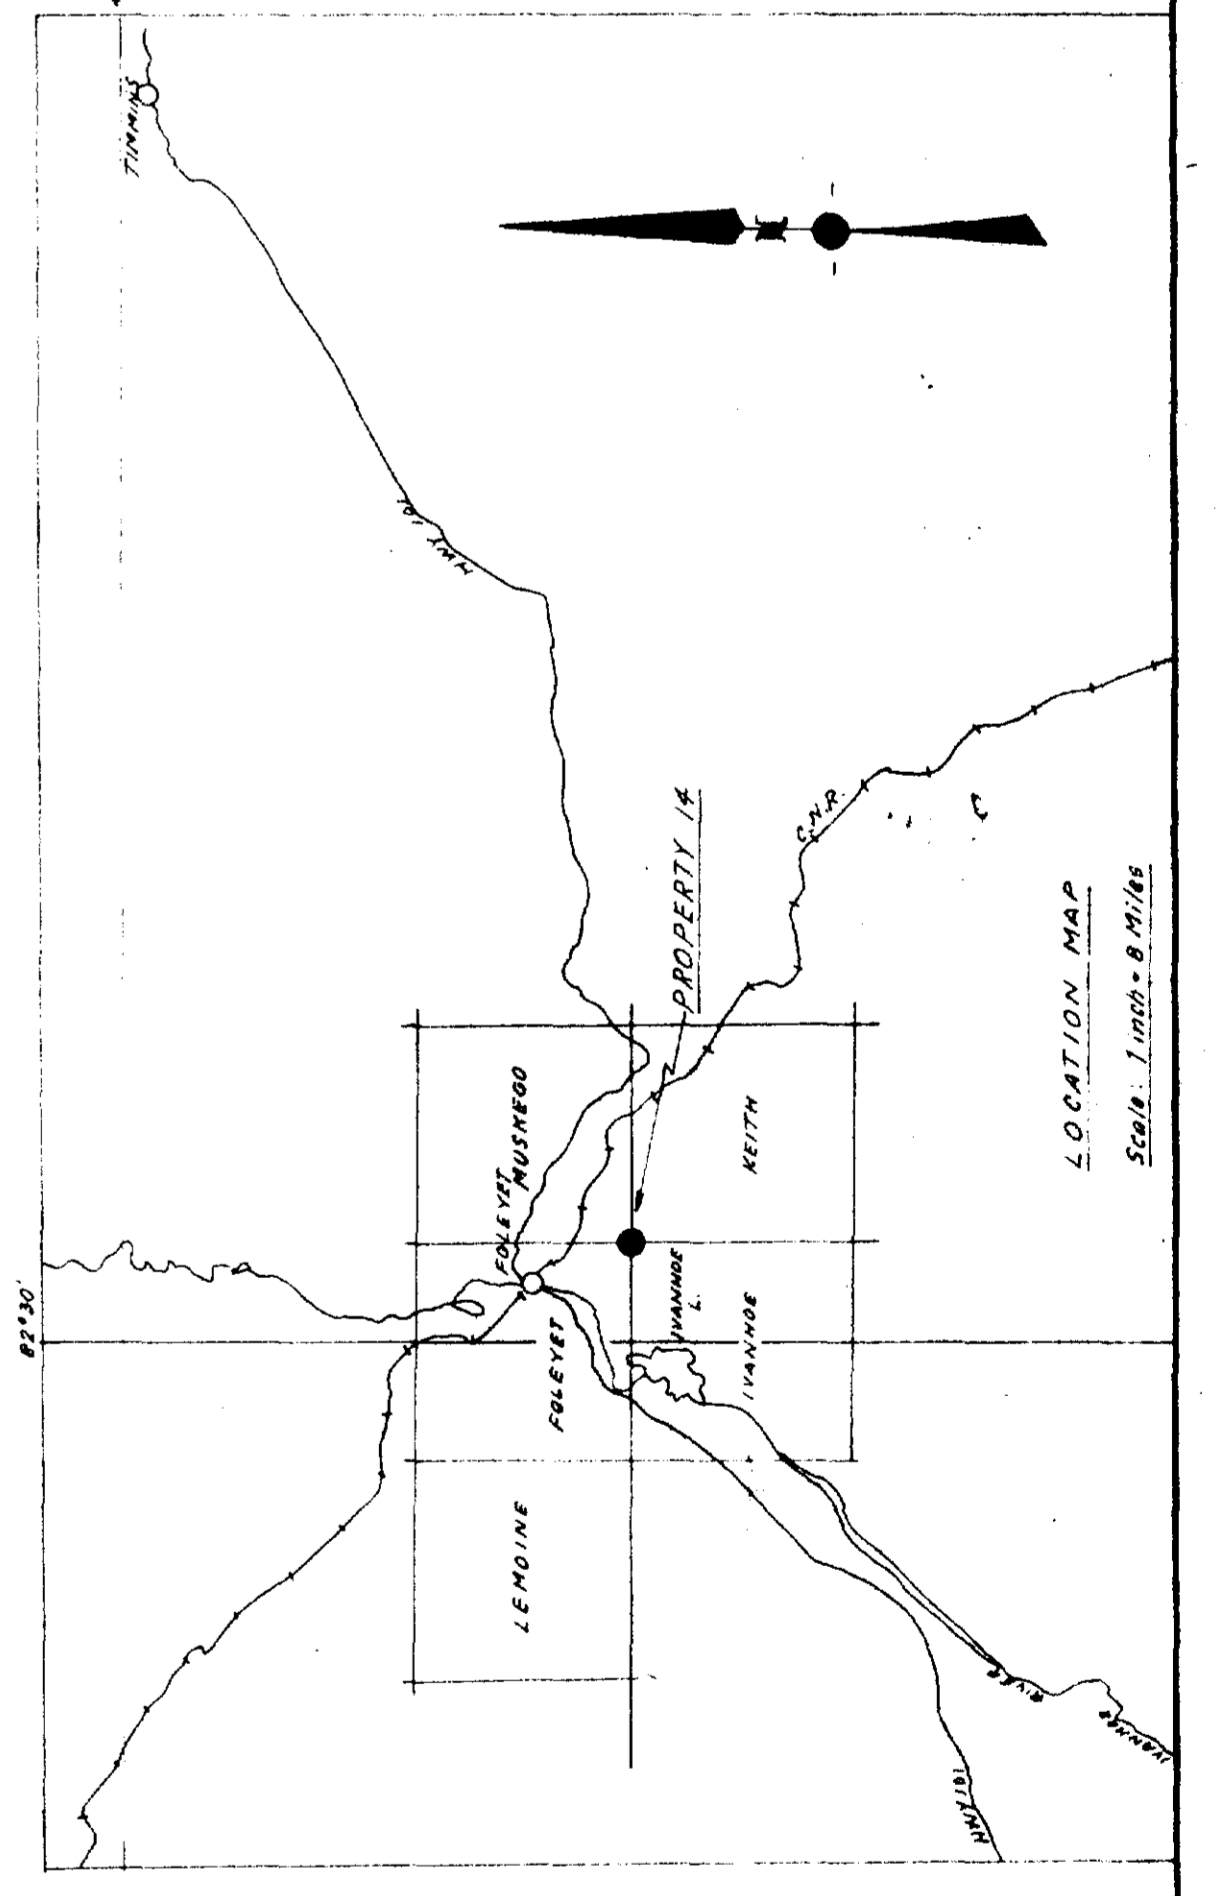 82°30'
TIMMINS
HWY 101
C.N.R.
PROPERTY 14
FOLEYET
MUSKEGO
KEITH
FOLEYET
IVANHOE
L.
IVANHOE
LEMOINE
IVANHOE RIVER
HWY 101
LOCATION MAP
Scale: 1 inch = 8 Miles
N